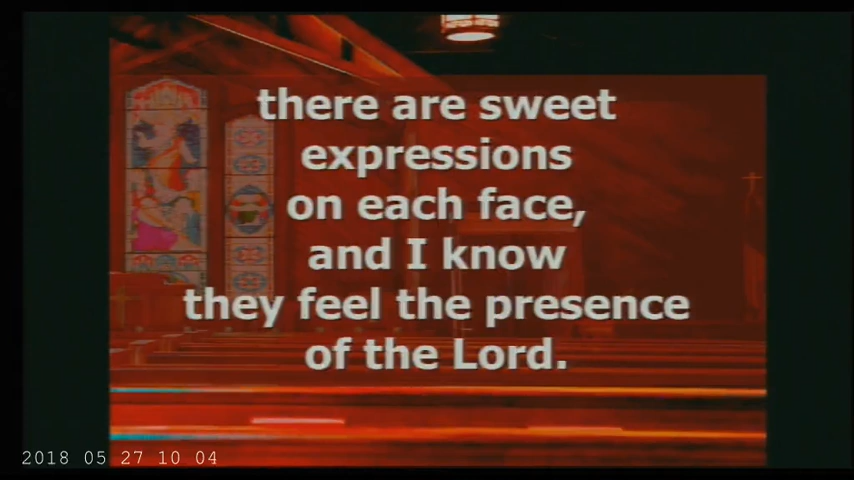 there are sweet
expressions
on each face,
and I know
they feel the presence
of the Lord.
2018 05 27 10 04